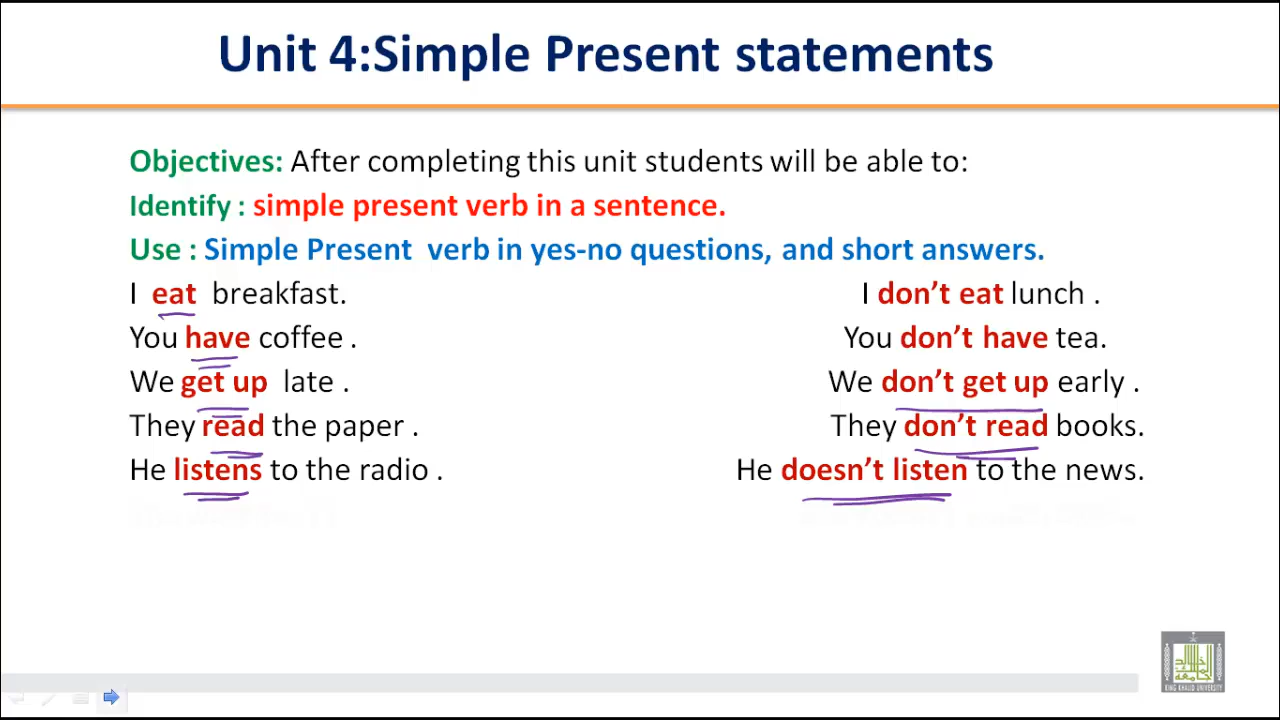 Unit 4:Simple Present statements
Objectives: After completing this unit students will be able to:
Identify : simple present verb in a sentence.
Use : Simple Present verb in yes-no questions, and short answers.
I eat breakfast. I don’t eat lunch .
You have coffee . You don’t have tea.
We get up late . We don’t get up early .
They read the paper . They don’t read books.
He listens to the radio . He doesn’t listen to the news.
KING KHALID UNIVERSITY